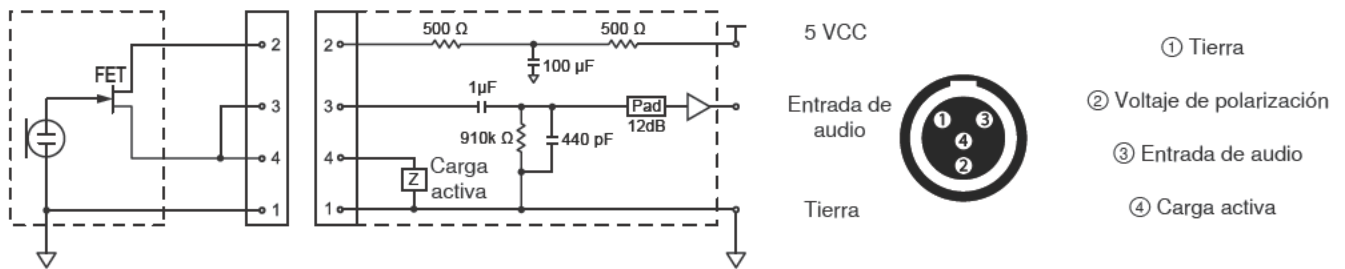 FET
2
3
4
1
2
3
4
1
500 Ω
500 Ω
100 µF
1µF
910k Ω
440 pF
Pad
12dB
Z
Carga
activa
5 VCC
Entrada de
audio
Tierra
1
3
4
2
① Tierra
② Voltaje de polarización
③ Entrada de audio
④ Carga activa